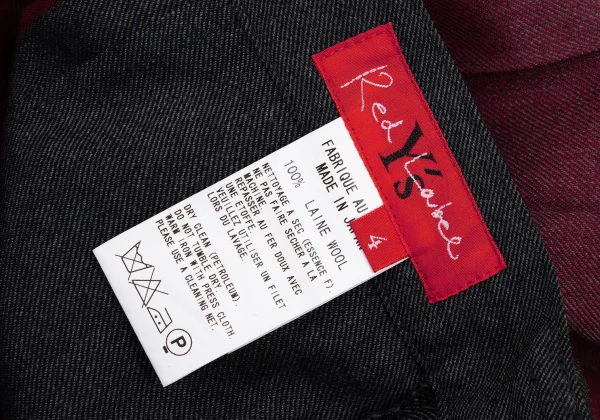 Red Label
Y's
4
FABRIQUE AU
MADE IN
100% LAINE WOOL
NETTOYAGE A SEC (ESSENCE F).
NE PAS FAIRE SECHER A LA
MACHINE.
REPASSER AU FER DOUX AVEC
UNE ETOFFE.
VEUILLEZ UTILISER UN FILET
LORS DU LAVAGE.
DRY CLEAN (PETROLEUM).
DO NOT TUMBLE DRY.
WARM IRON WITH PRESS CLOTH.
PLEASE USE A CLEANING NET.
P